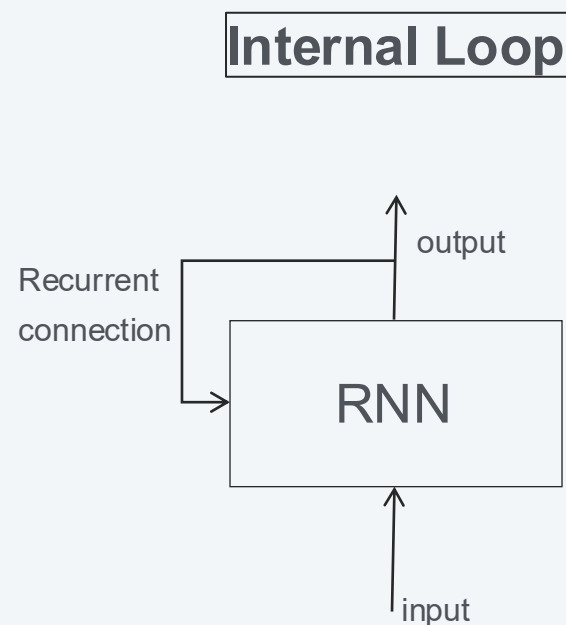 Internal Loop
output
Recurrent
connection
RNN
input